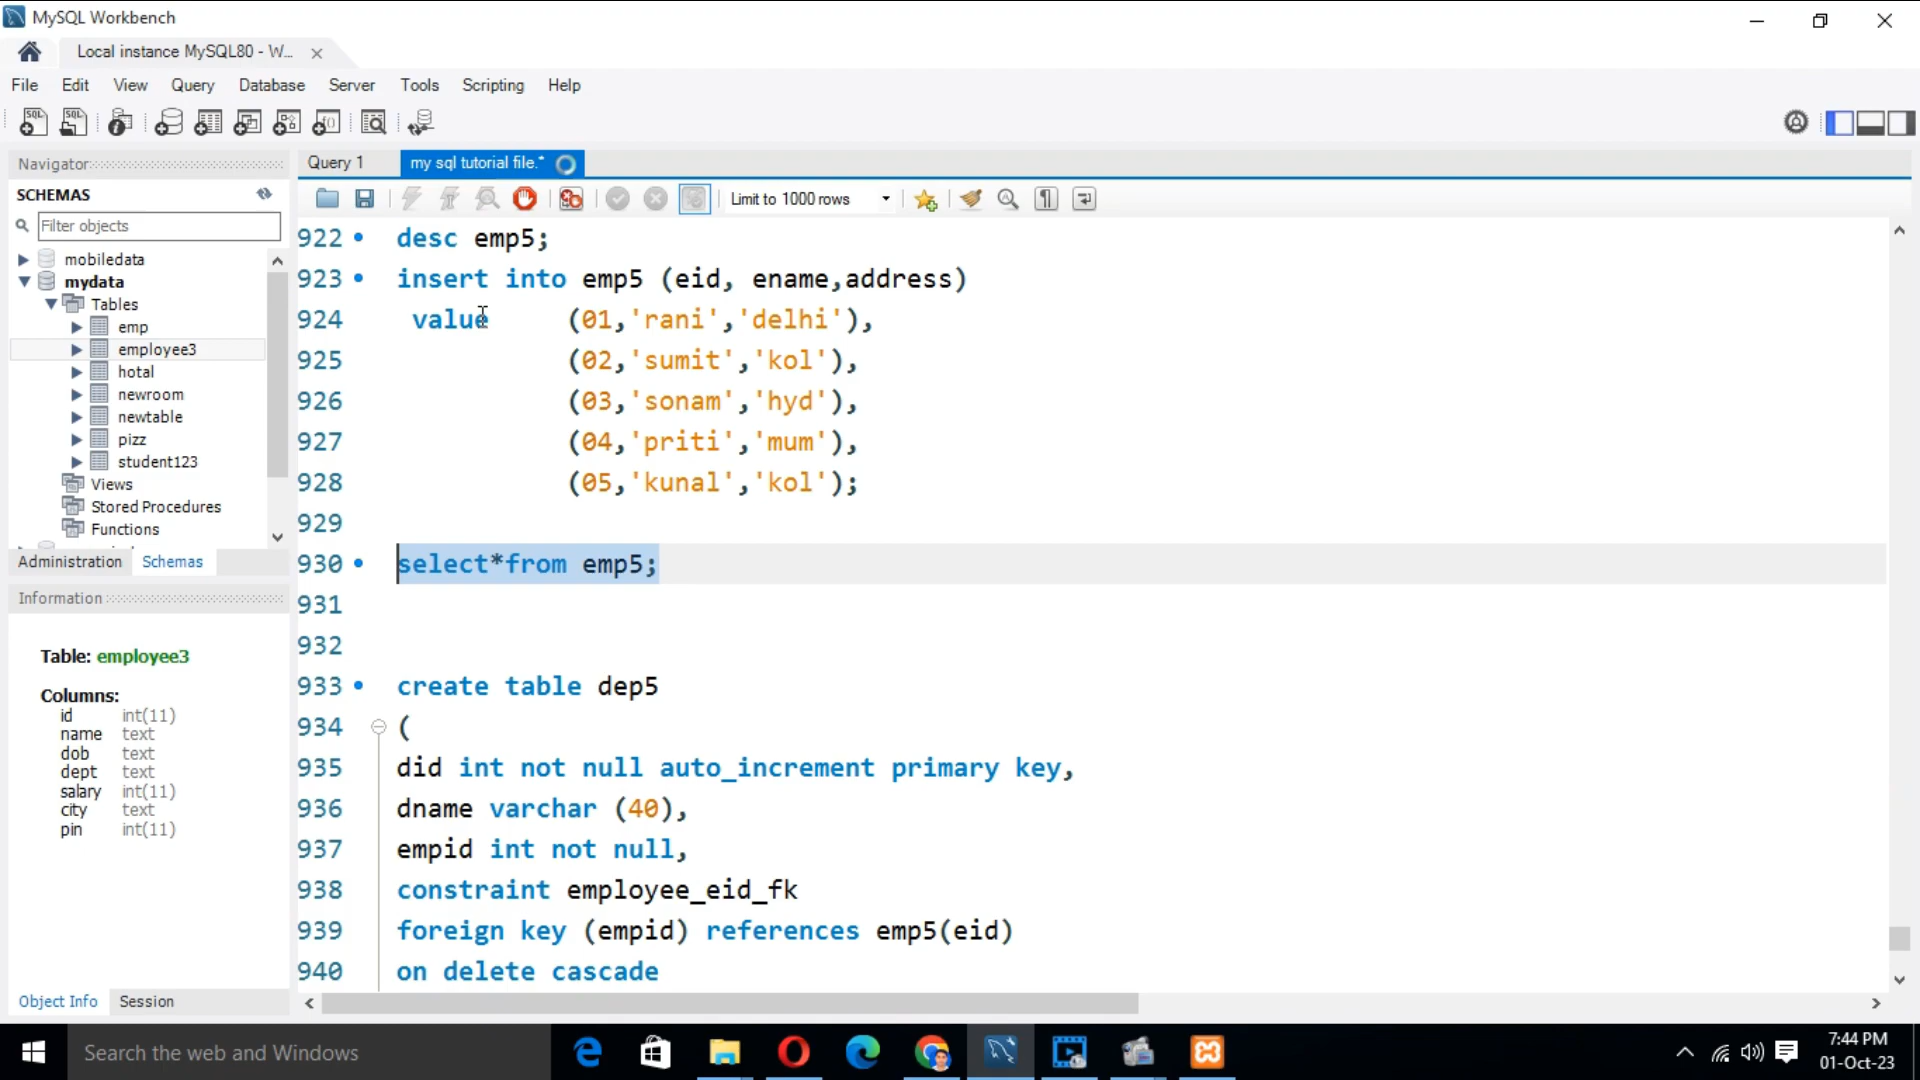 MySQL Workbench
Local instance MySQL80 - W...
File Edit View Query Database Server Tools Scripting Help
Navigator
Query 1
my sql tutorial file.*
SCHEMAS
Limit to 1000 rows
Filter objects
mobiledata
mydata
Tables
emp
employee3
hotal
newroom
newtable
pizz
student123
Views
Stored Procedures
Functions
Administration Schemas
Information
Table: employee3
Columns:
id int(11)
name text
dob text
dept text
salary int(11)
city text
pin int(11)
Object Info Session
922 desc emp5;
923 insert into emp5 (eid, ename,address)
924 value (01,'rani','delhi'),
925 (02,'sumit','kol'),
926 (03,'sonam','hyd'),
927 (04,'priti','mum'),
928 (05,'kunal','kol');
929
930 select*from emp5;
931
932
933 create table dep5
934 (
935 did int not null auto_increment primary key,
936 dname varchar (40),
937 empid int not null,
938 constraint employee_eid_fk
939 foreign key (empid) references emp5(eid)
940 on delete cascade
Search the web and Windows
7:44 PM
01-Oct-23